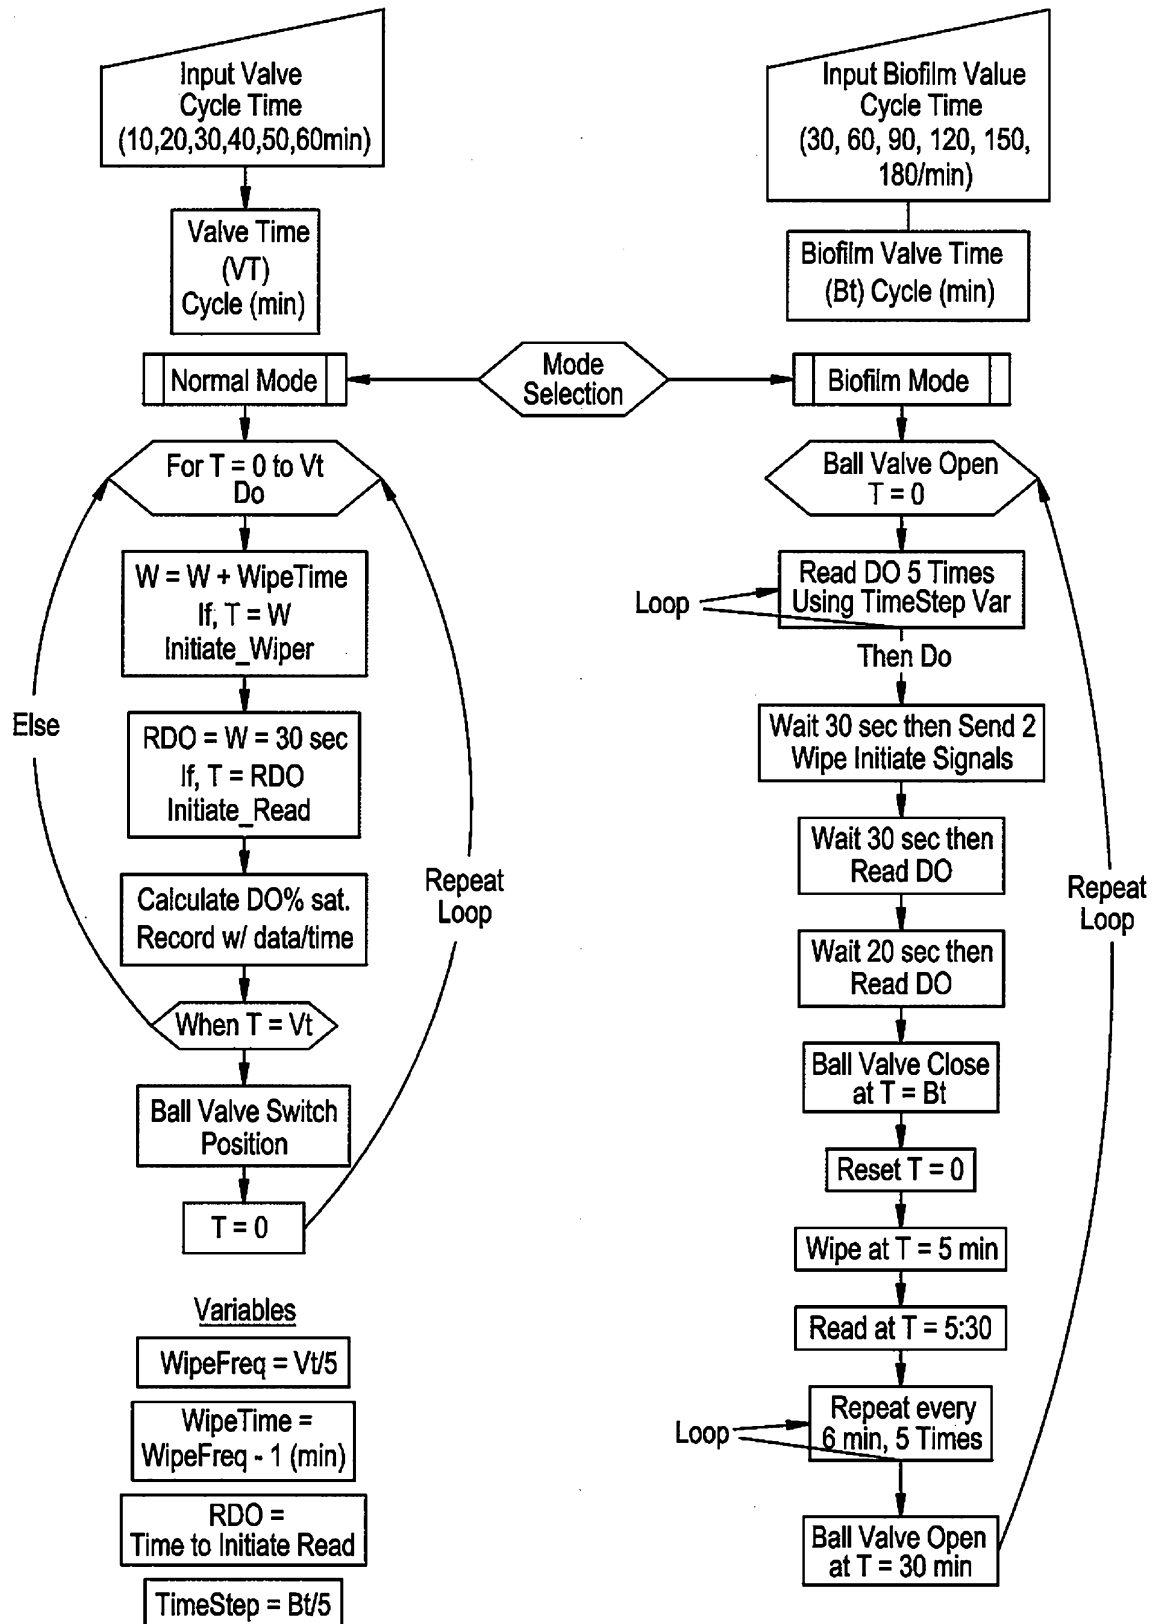 Input Valve
Cycle Time
(10,20,30,40,50,60min)
Valve Time
(VT)
Cycle (min)
Normal Mode
For T = 0 to Vt
Do
W = W + WipeTime
If, T = W
Initiate_Wiper
RDO = W = 30 sec
If, T = RDO
Initiate_Read
Calculate DO% sat.
Record w/ data/time
When T = Vt
Ball Valve Switch
Position
T = 0
Else
Repeat
Loop
Variables
WipeFreq = Vt/5
WipeTime =
WipeFreq - 1 (min)
RDO =
Time to Initiate Read
TimeStep = Bt/5
Mode
Selection
Input Biofilm Value
Cycle Time
(30, 60, 90, 120, 150,
180/min)
Biofilm Valve Time
(Bt) Cycle (min)
Biofilm Mode
Ball Valve Open
T = 0
Read DO 5 Times
Using TimeStep Var
Loop
Then Do
Wait 30 sec then Send 2
Wipe Initiate Signals
Wait 30 sec then
Read DO
Wait 20 sec then
Read DO
Ball Valve Close
at T = Bt
Reset T = 0
Wipe at T = 5 min
Read at T = 5:30
Repeat every
6 min, 5 Times
Loop
Ball Valve Open
at T = 30 min
Repeat
Loop